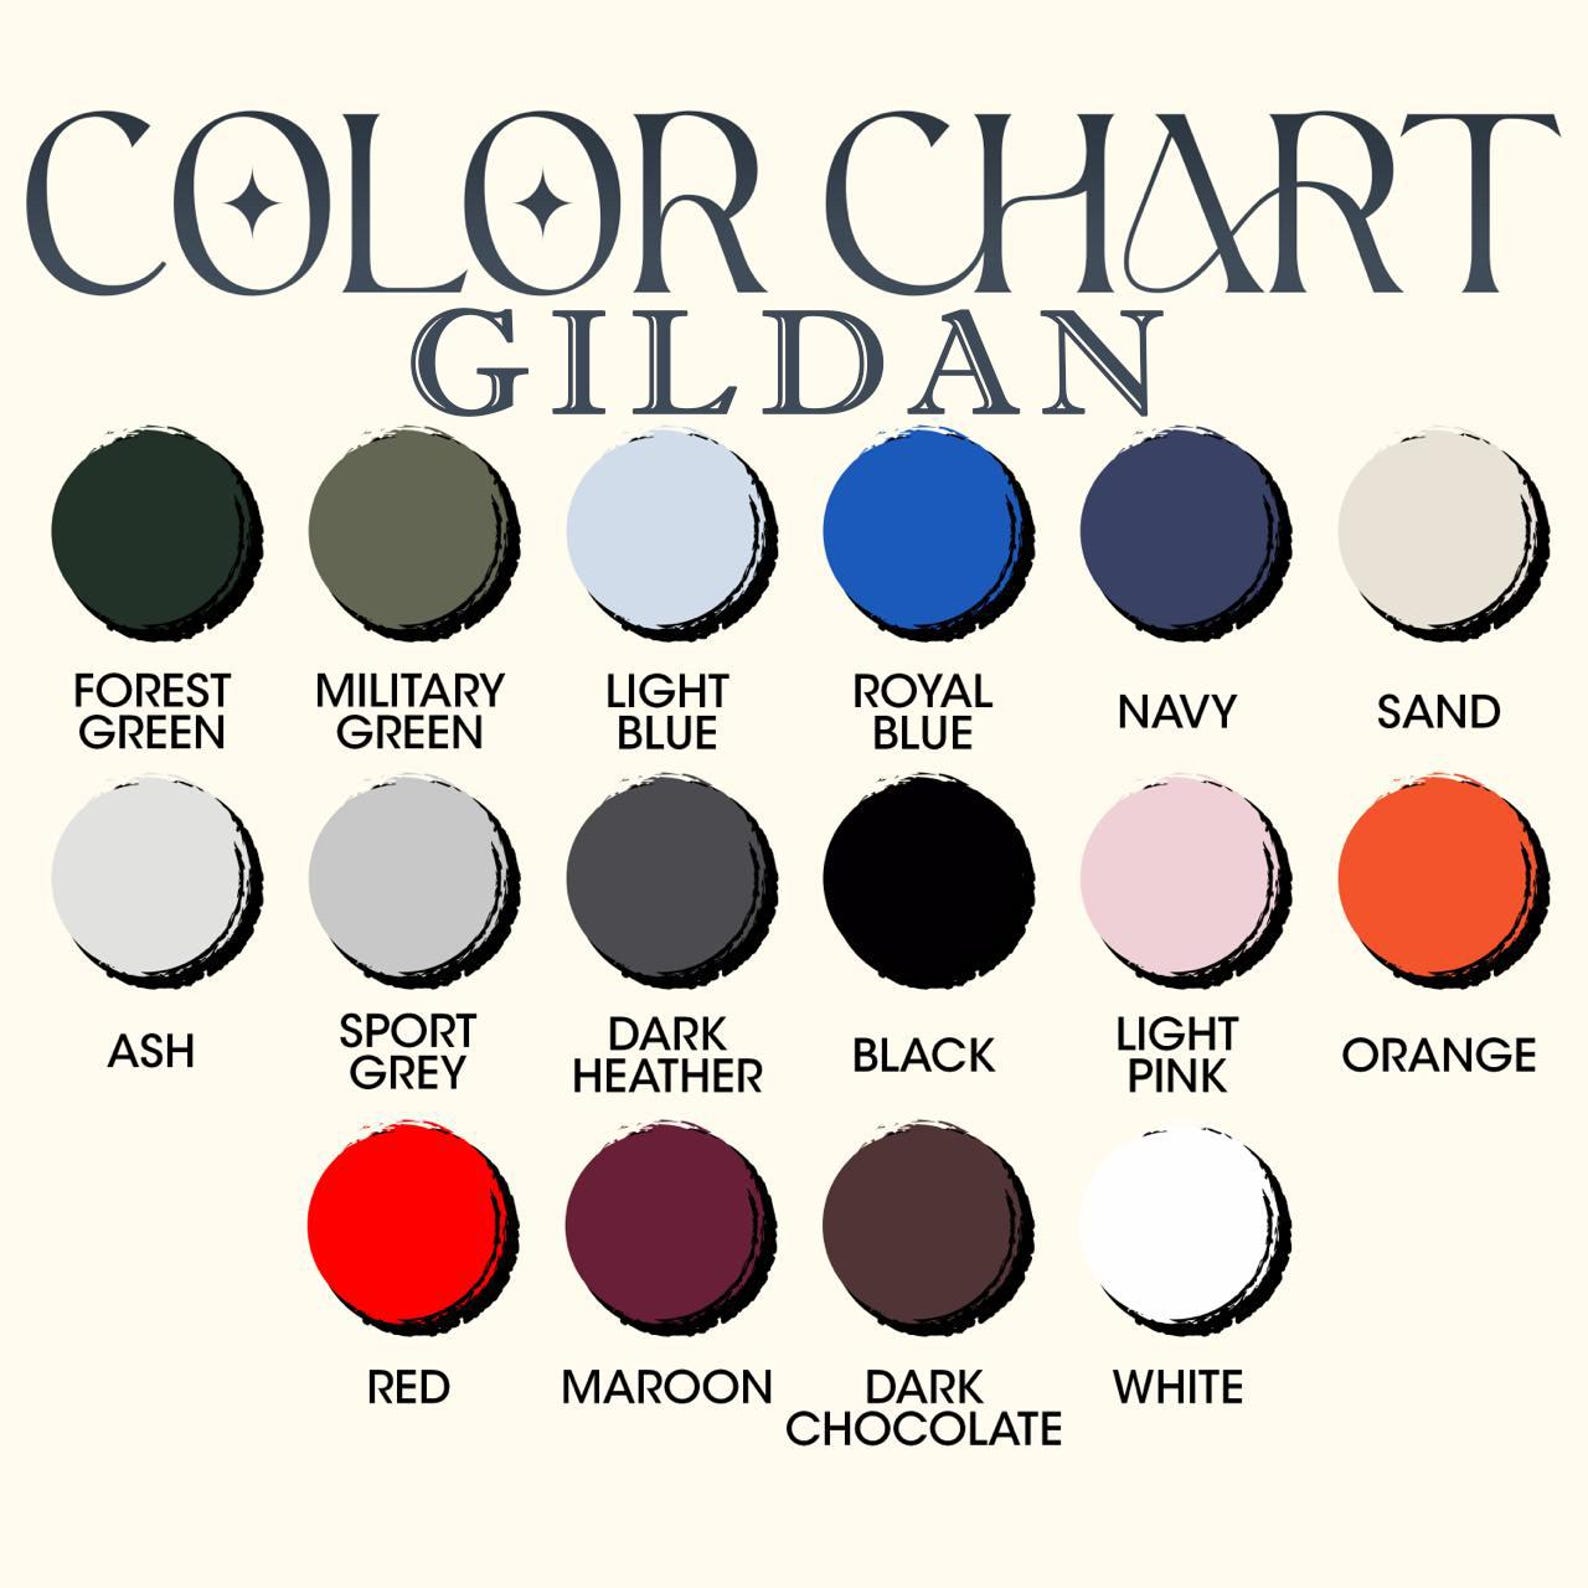 COLOR CHART
GILDAN
FOREST
GREEN
MILITARY
GREEN
LIGHT
BLUE
ROYAL
BLUE
NAVY
SAND
ASH
SPORT
GREY
DARK
HEATHER
BLACK
LIGHT
PINK
ORANGE
RED
MAROON
DARK
CHOCOLATE
WHITE